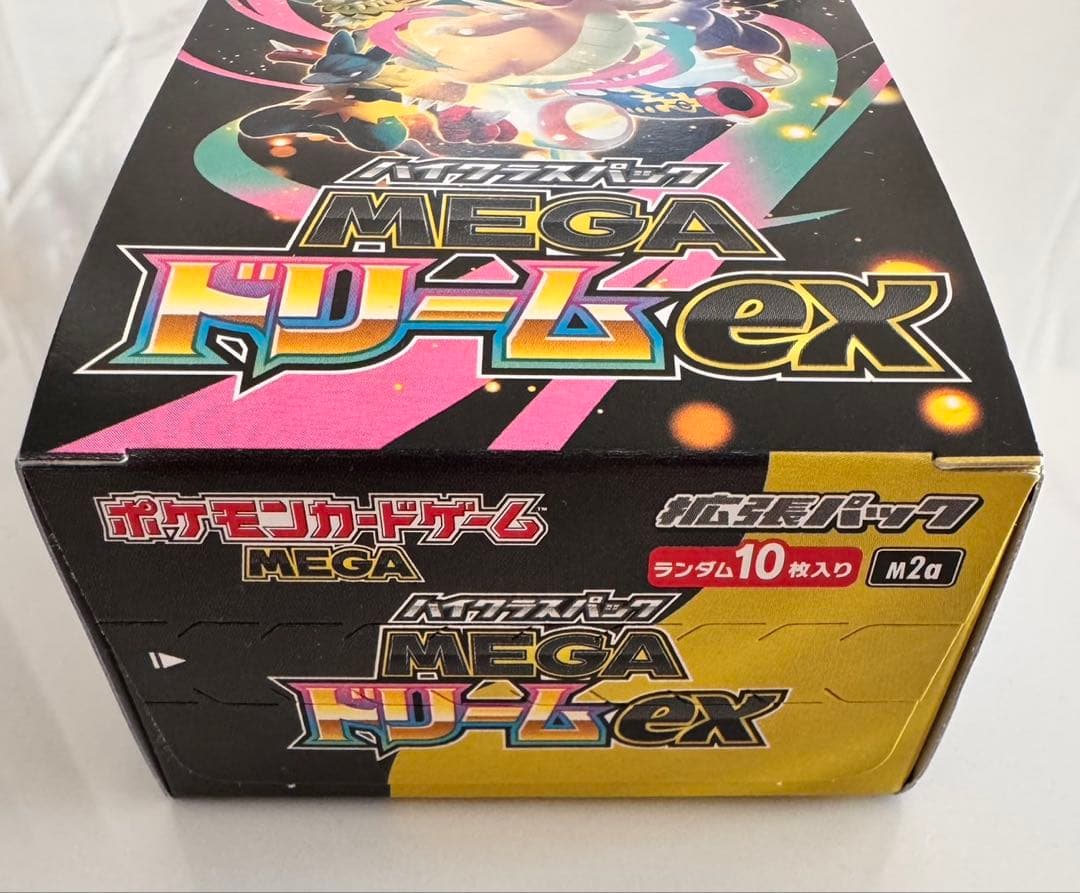 ハイクラスパック
MEGA
ドリームex
ポケモンカードゲーム™
MEGA
拡張パック
ランダム10枚入り
M2a
ハイクラスパック
MEGA
ドリームex